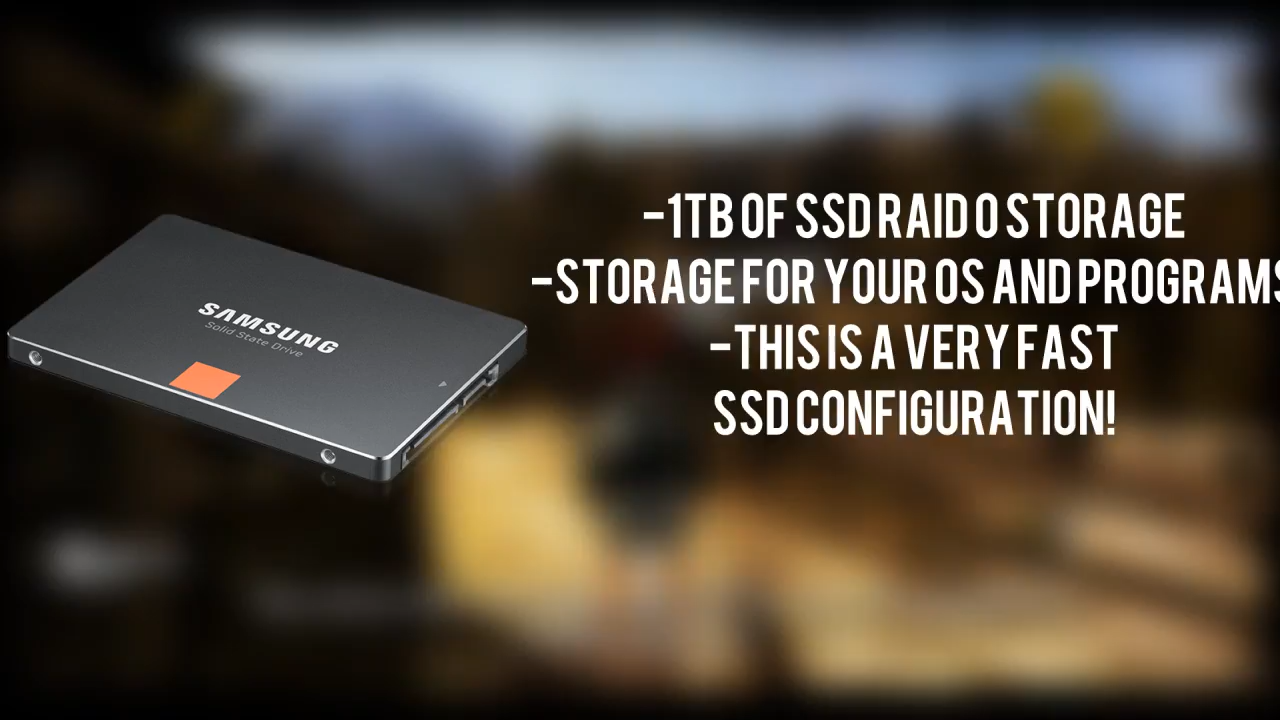 SAMSUNG
Solid State Drive
-1TB OF SSD RAID 0 STORAGE
-STORAGE FOR YOUR OS AND PROGRAMS
-THIS IS A VERY FAST
SSD CONFIGURATION!